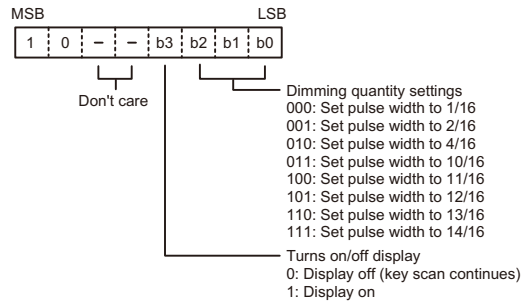 MSB LSB
1 0 – – b3 b2 b1 b0
Don't care
Dimming quantity settings
000: Set pulse width to 1/16
001: Set pulse width to 2/16
010: Set pulse width to 4/16
011: Set pulse width to 10/16
100: Set pulse width to 11/16
101: Set pulse width to 12/16
110: Set pulse width to 13/16
111: Set pulse width to 14/16
Turns on/off display
0: Display off (key scan continues)
1: Display on